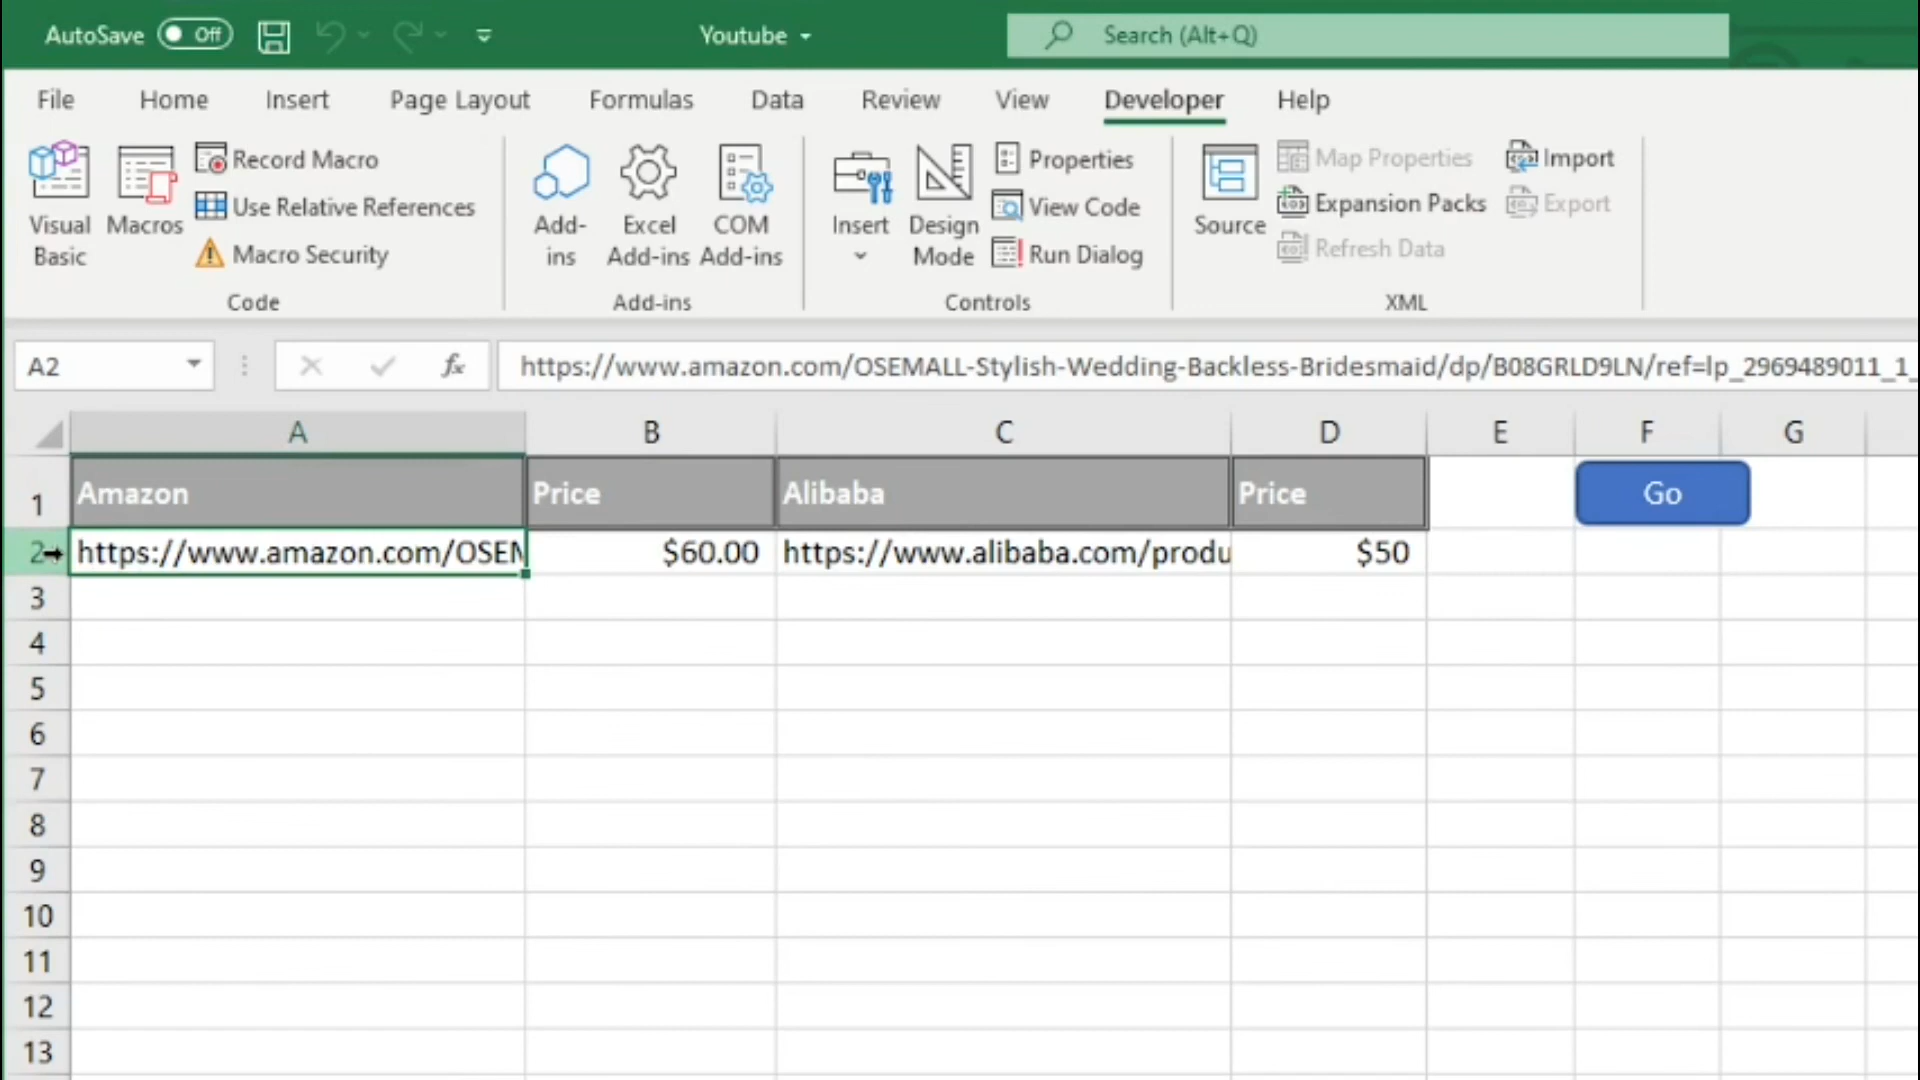 AutoSave Off Youtube Search (Alt+Q)
File Home Insert Page Layout Formulas Data Review View Developer Help
Visual Basic
Macros
Record Macro
Use Relative References
Macro Security
Code
Add-ins
Excel Add-ins
COM Add-ins
Add-ins
Insert
Design Mode
Properties
View Code
Run Dialog
Controls
Source
Map Properties
Expansion Packs
Refresh Data
Import
Export
XML
A2 fx https://www.amazon.com/OSEMALL-Stylish-Wedding-Backless-Bridesmaid/dp/B08GRLD9LN/ref=lp_2969489011_1_
A B C D E F G
1 Amazon Price Alibaba Price Go
2 https://www.amazon.com/OSEM $60.00 https://www.alibaba.com/produ $50
3
4
5
6
7
8
9
10
11
12
13